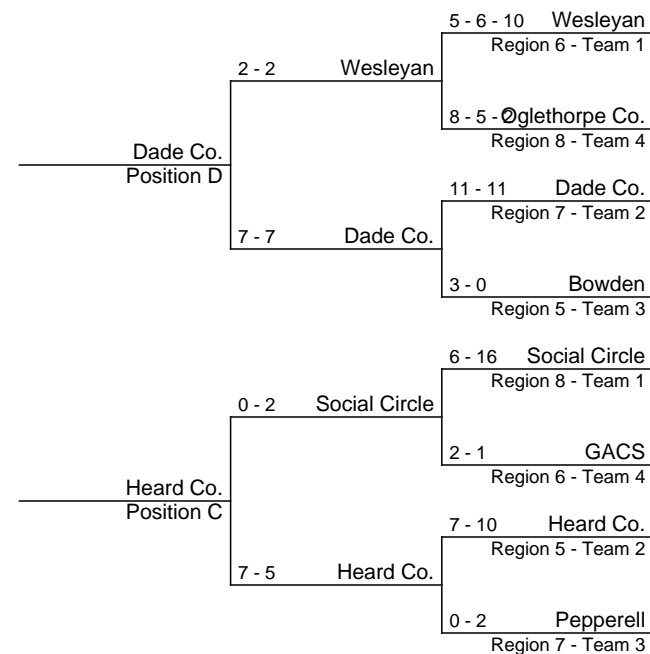 5 - 6 - 10 Wesleyan
Region 6 - Team 1
2 - 2 Wesleyan
8 - 5 - 2 Oglethorpe Co.
Region 8 - Team 4
Dade Co.
Position D
11 - 11 Dade Co.
Region 7 - Team 2
7 - 7 Dade Co.
3 - 0 Bowden
Region 5 - Team 3
6 - 16 Social Circle
Region 8 - Team 1
0 - 2 Social Circle
2 - 1 GACS
Region 6 - Team 4
Heard Co.
Position C
7 - 10 Heard Co.
Region 5 - Team 2
7 - 5 Heard Co.
0 - 2 Pepperell
Region 7 - Team 3